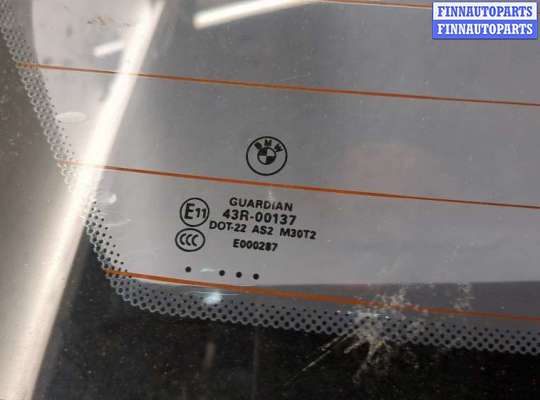 FINNAUTOPARTS
FINNAUTOPARTS
BMW
GUARDIAN
E11 43R-00137
DOT-22 AS2 M30T2
CCC E000287